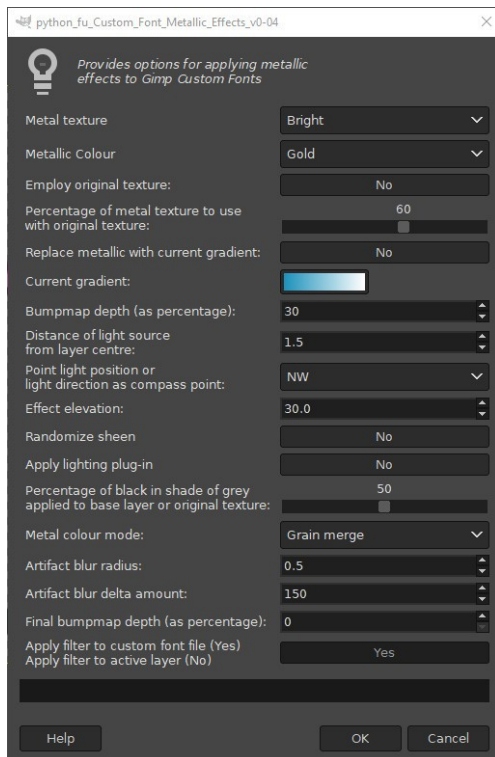 python_fu_Custom_Font_Metallic_Effects_v0-04
Provides options for applying metallic
effects to Gimp Custom Fonts
Metal texture
Bright
Metallic Colour
Gold
Employ original texture:
No
Percentage of metal texture to use
with original texture:
60
Replace metallic with current gradient:
No
Current gradient:
Bumpmap depth (as percentage):
30
Distance of light source
from layer centre:
1.5
Point light position or
light direction as compass point:
NW
Effect elevation:
30.0
Randomize sheen
No
Apply lighting plug-in
No
Percentage of black in shade of grey
applied to base layer or original texture:
50
Metal colour mode:
Grain merge
Artifact blur radius:
0.5
Artifact blur delta amount:
150
Final bumpmap depth (as percentage):
0
Apply filter to custom font file (Yes)
Apply filter to active layer (No)
Yes
Help
OK
Cancel